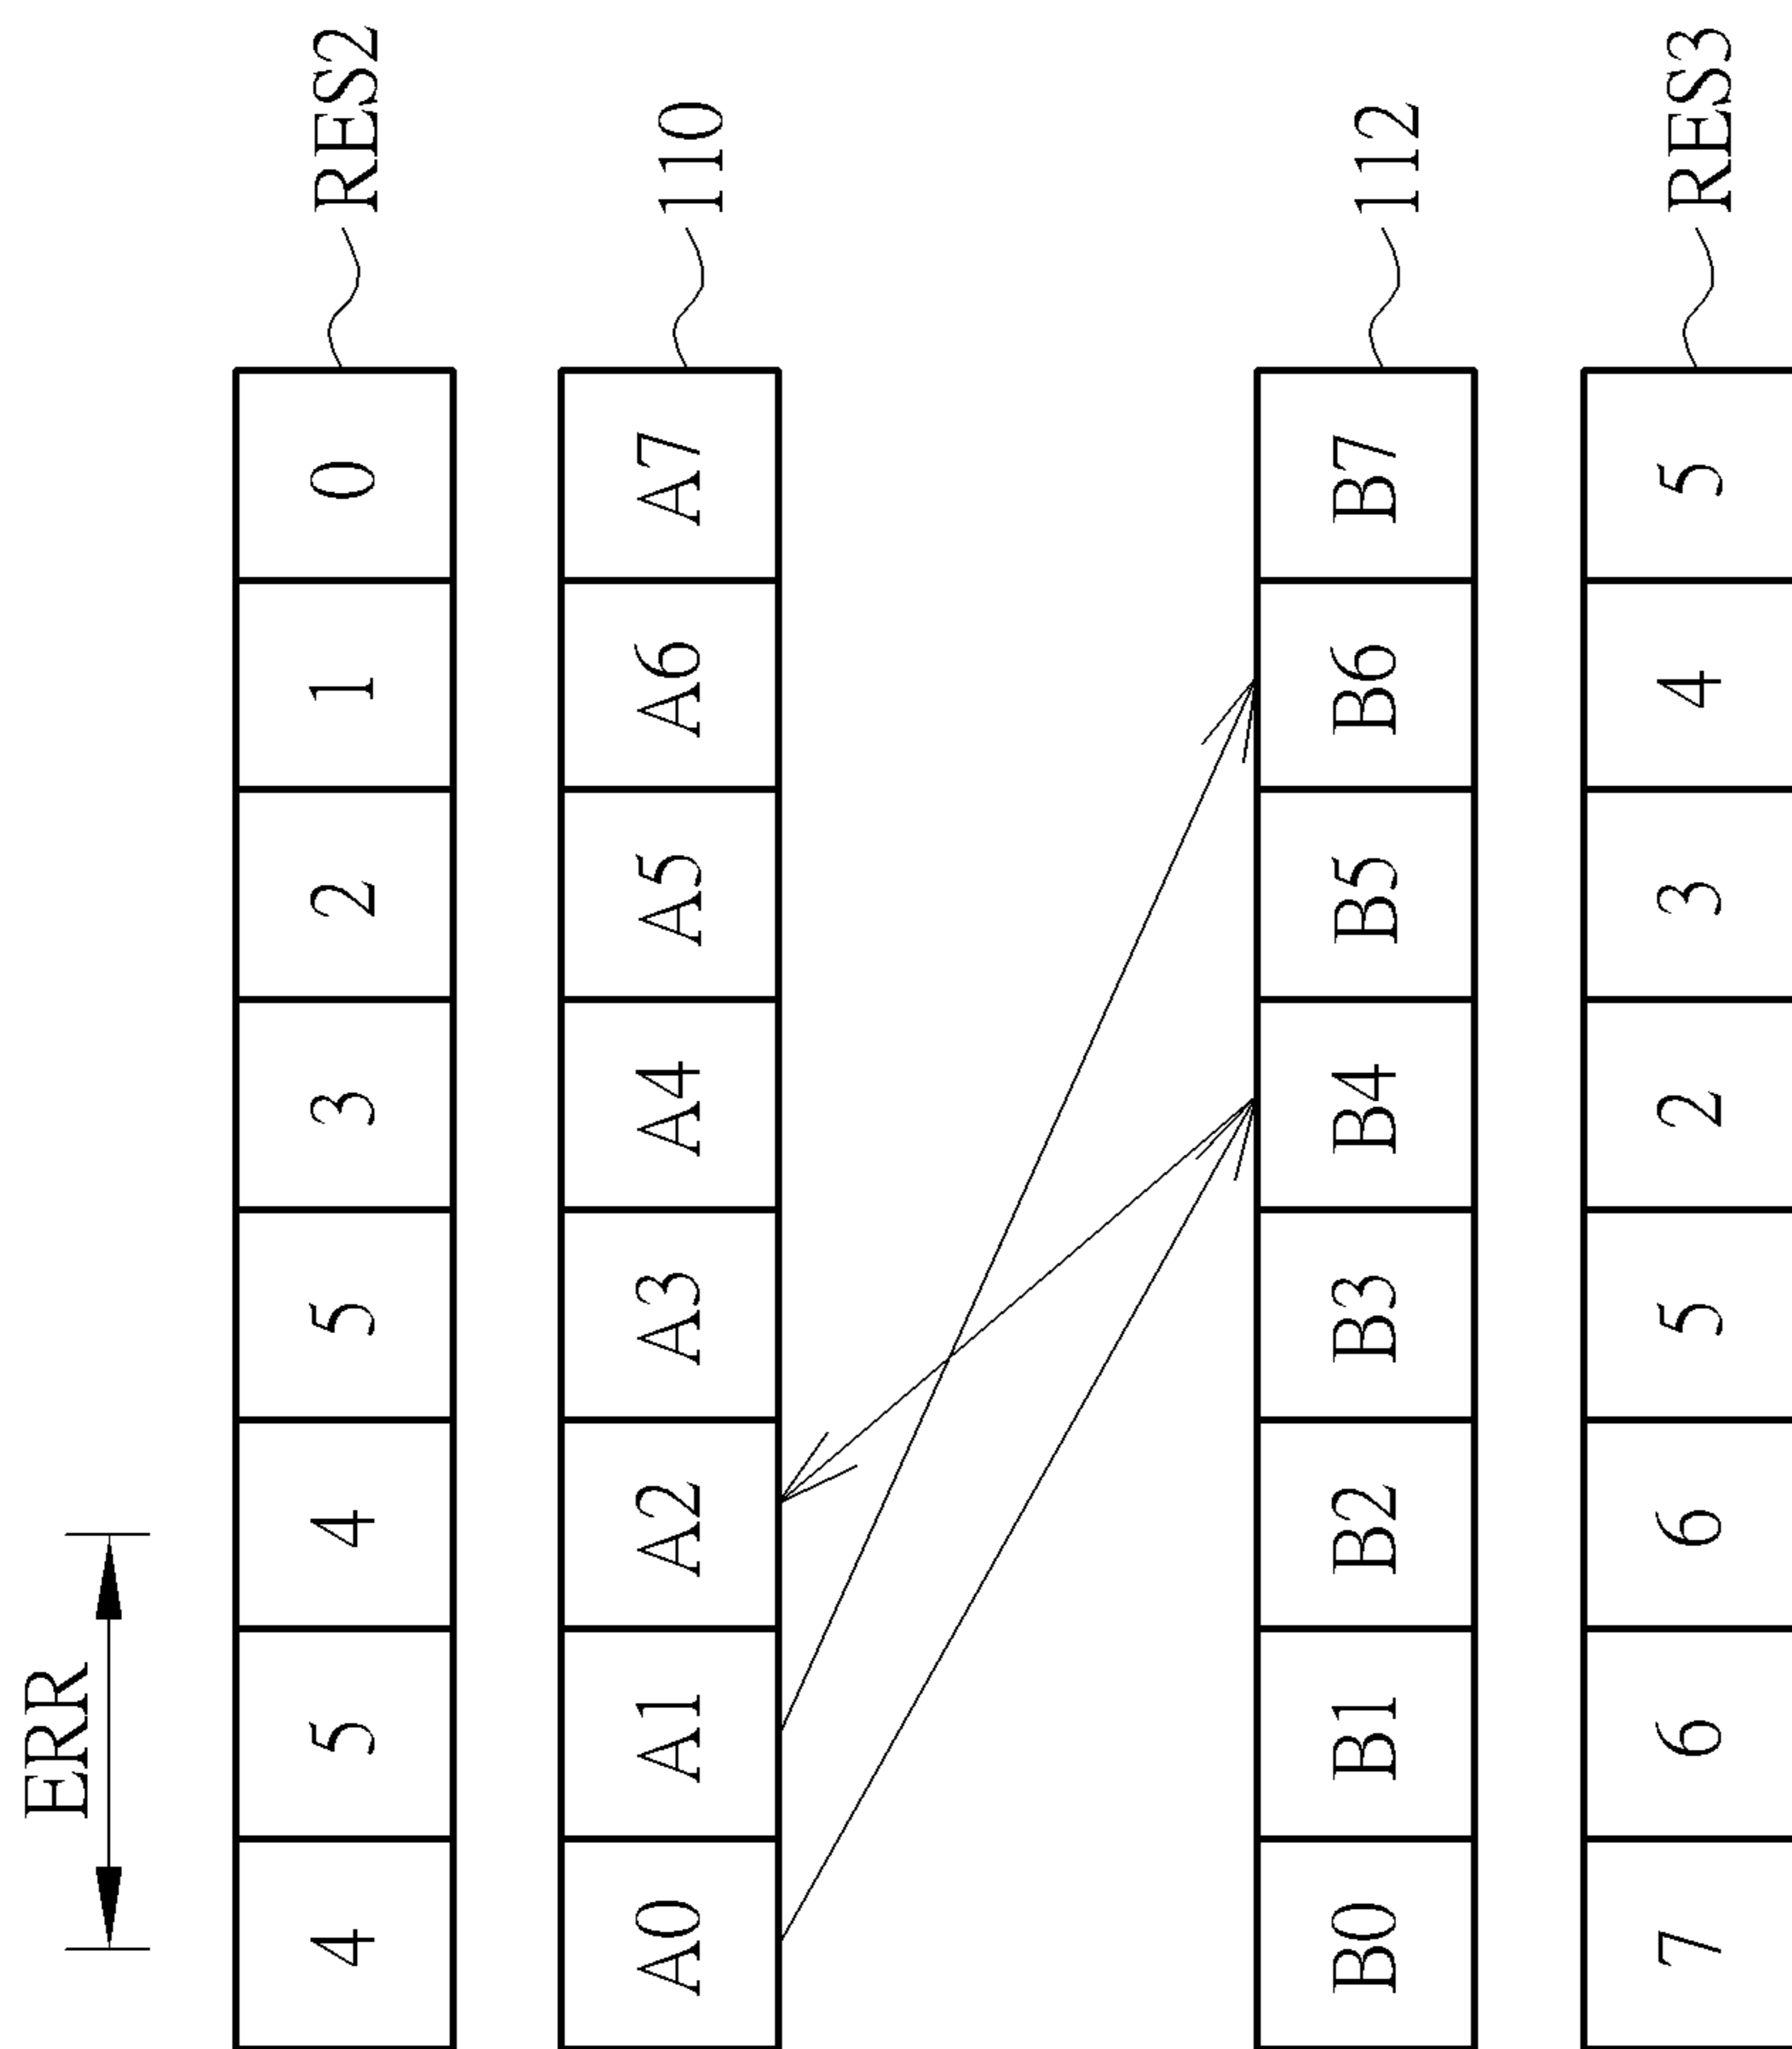 ERR
4 5 4 5 3 2 1 0 RES2
A0 A1 A2 A3 A4 A5 A6 A7 110
B0 B1 B2 B3 B4 B5 B6 B7 112
7 6 6 5 2 3 4 5 RES3